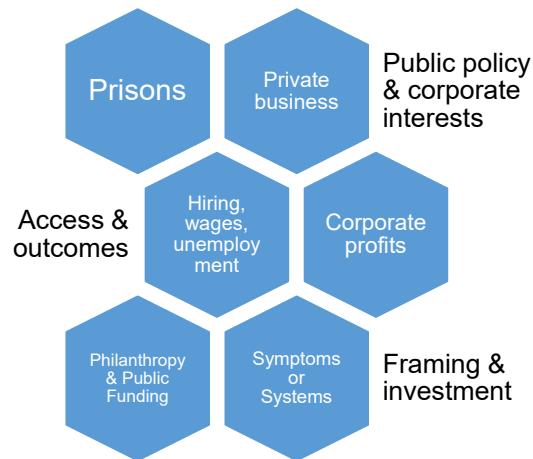 Prisons
Private
business
Public policy
& corporate
interests
Access &
outcomes
Hiring,
wages,
unemploy
ment
Corporate
profits
Philanthropy
& Public
Funding
Symptoms
or
Systems
Framing &
investment